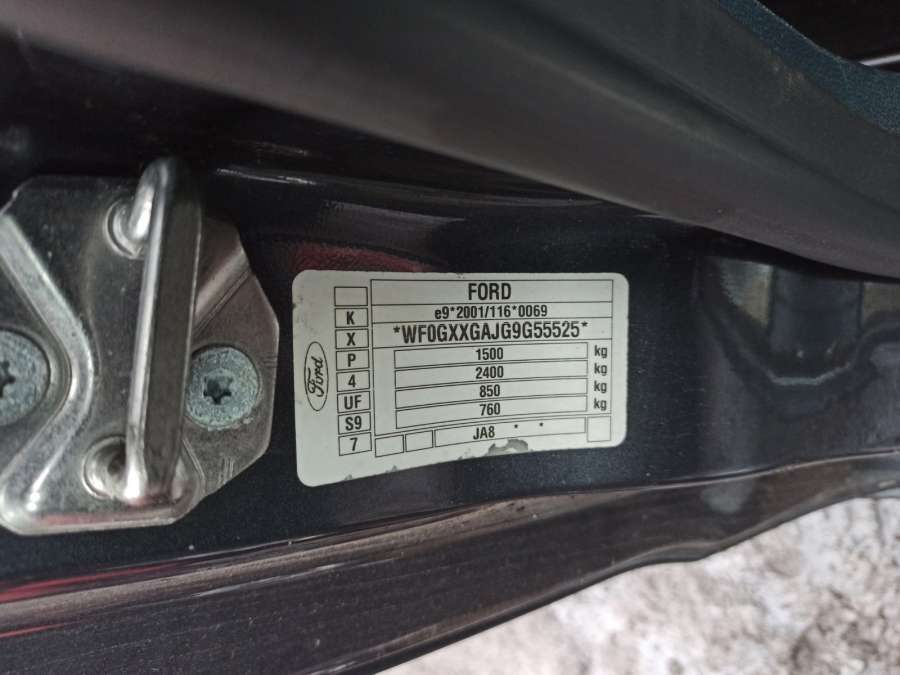 FORD
e9*2001/116*0069
*WF0GXXGAJG9G55525*
1500 kg
2400 kg
850 kg
760 kg
JA8 * *
K
X
P
4
UF
S9
7
Ford